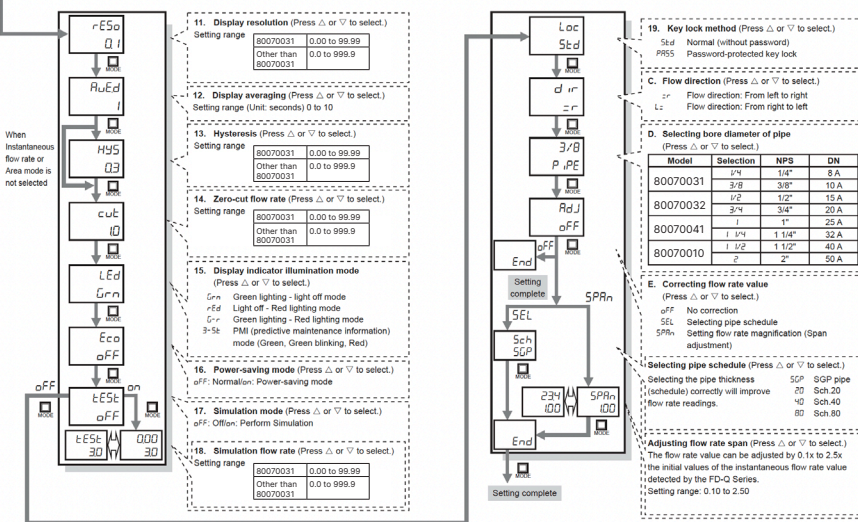 rESo
0.1
MODE
AuEd
1
MODE
When
Instantaneous
flow rate or
Area mode is
not selected
HYS
0.3
MODE
cut
1.0
MODE
LEd
Grn
MODE
Eco
oFF
MODE
oFF
MODE
tESt
oFF
on
MODE
tESt
3.0
0.00
3.0
11. Display resolution (Press △ or ▽ to select.)
Setting range
80070031 0.00 to 99.99
Other than 80070031 0.0 to 999.9
12. Display averaging (Press △ or ▽ to select.)
Setting range (Unit: seconds) 0 to 10
13. Hysteresis (Press △ or ▽ to select.)
Setting range
80070031 0.00 to 99.99
Other than 80070031 0.0 to 999.9
14. Zero-cut flow rate (Press △ or ▽ to select.)
Setting range
80070031 0.00 to 99.99
Other than 80070031 0.0 to 999.9
15. Display indicator illumination mode
(Press △ or ▽ to select.)
Grn Green lighting - light off mode
rEd Light off - Red lighting mode
G-r Green lighting - Red lighting mode
3-St PMI (predictive maintenance information)
mode (Green, Green blinking, Red)
16. Power-saving mode (Press △ or ▽ to select.)
oFF: Normal/on: Power-saving mode
17. Simulation mode (Press △ or ▽ to select.)
oFF: Off/on: Perform Simulation
18. Simulation flow rate (Press △ or ▽ to select.)
Setting range
80070031 0.00 to 99.99
Other than 80070031 0.0 to 999.9
Loc
Std
MODE
d ir
=r
MODE
3/8
P iPE
MODE
AdJ
oFF
MODE
oFF
End
Setting
complete
SPAn
SEL
Sch
SGP
MODE
234
1.00
SPAn
1.00
MODE
End
MODE
Setting complete
19. Key lock method (Press △ or ▽ to select.)
Std Normal (without password)
PASS Password-protected key lock
C. Flow direction (Press △ or ▽ to select.)
=r Flow direction: From left to right
L= Flow direction: From right to left
D. Selecting bore diameter of pipe
(Press △ or ▽ to select.)
Model Selection NPS DN
80070031 1/4 1/4" 8 A
3/8 3/8" 10 A
80070032 1/2 1/2" 15 A
3/4 3/4" 20 A
80070041 1 1" 25 A
1 1/4 1 1/4" 32 A
80070010 1 1/2 1 1/2" 40 A
2 2" 50 A
E. Correcting flow rate value
(Press △ or ▽ to select.)
oFF No correction
SEL Selecting pipe schedule
SPAn Setting flow rate magnification (Span
adjustment)
Selecting pipe schedule (Press △ or ▽ to select.)
Selecting the pipe thickness
(schedule) correctly will improve
flow rate readings.
SGP SGP pipe
20 Sch.20
40 Sch.40
80 Sch.80
Adjusting flow rate span (Press △ or ▽ to select.)
The flow rate value can be adjusted by 0.1x to 2.5x
the initial values of the instantaneous flow rate value
detected by the FD-Q Series.
Setting range: 0.10 to 2.50